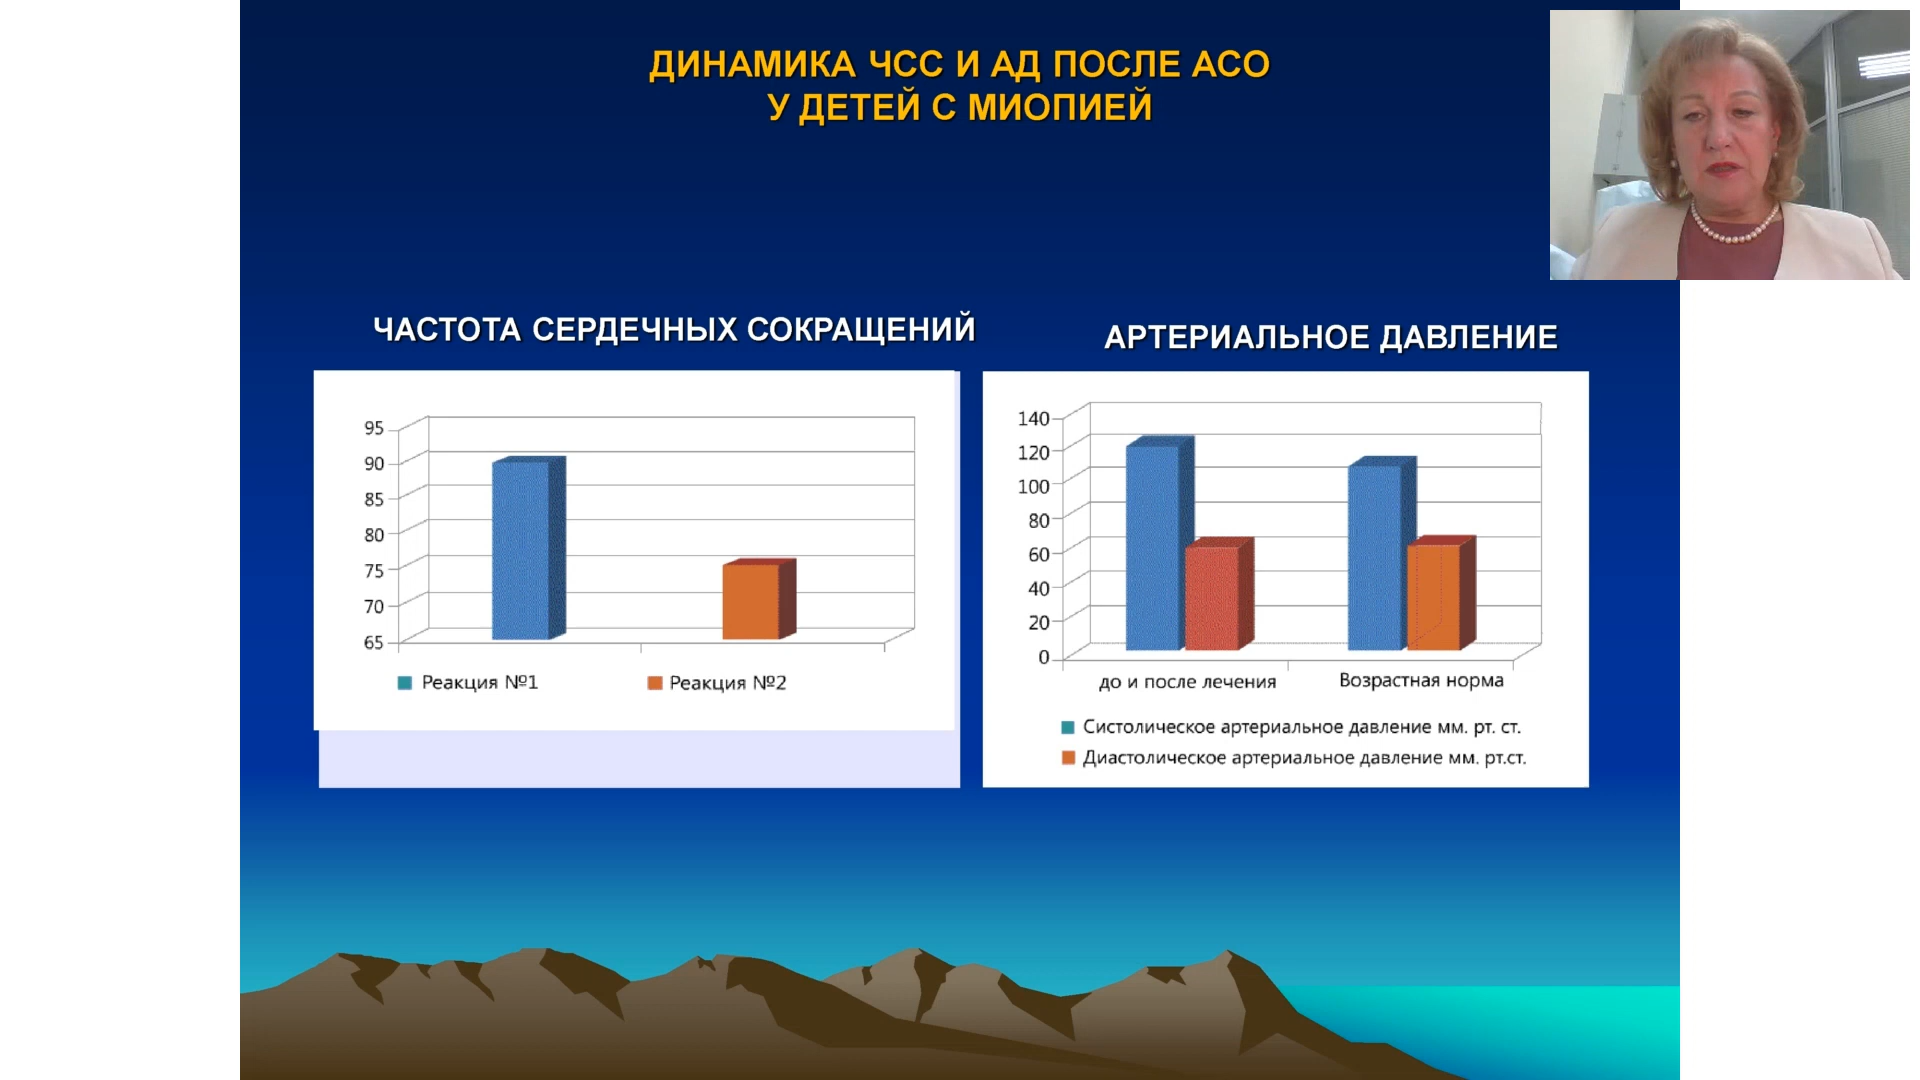 ДИНАМИКА ЧСС И АД ПОСЛЕ АСО
У ДЕТЕЙ С МИОПИЕЙ
ЧАСТОТА СЕРДЕЧНЫХ СОКРАЩЕНИЙ
95
90
85
80
75
70
65
Реакция №1
Реакция №2
АРТЕРИАЛЬНОЕ ДАВЛЕНИЕ
140
120
100
80
60
40
20
0
до и после лечения
Возрастная норма
Систолическое артериальное давление мм. рт. ст.
Диастолическое артериальное давление мм. рт.ст.